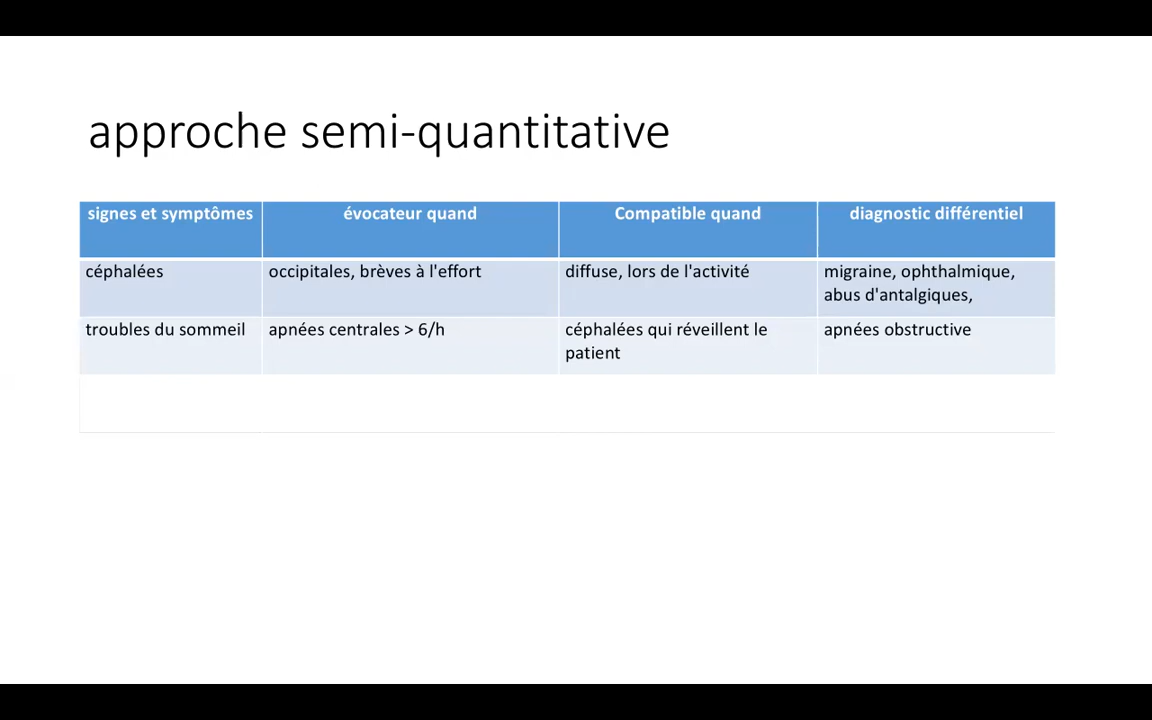 approche semi-quantitative
signes et symptômes évocateur quand Compatible quand diagnostic différentiel
céphalées occipitales, brèves à l'effort diffuse, lors de l'activité migraine, ophthalmique,
abus d'antalgiques,
troubles du sommeil apnées centrales > 6/h céphalées qui réveillent le apnées obstructive
patient